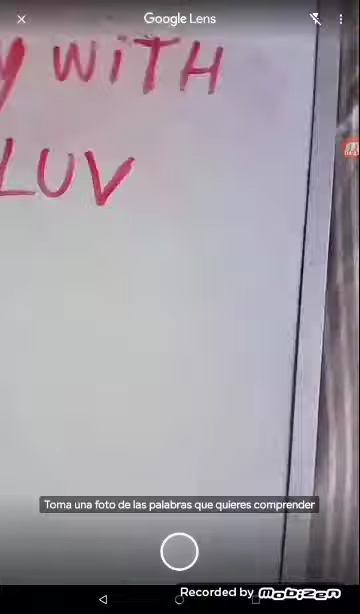 Google Lens
y WiTH
LUV
Toma una foto de las palabras que quieres comprender
Recorded by Mobizen